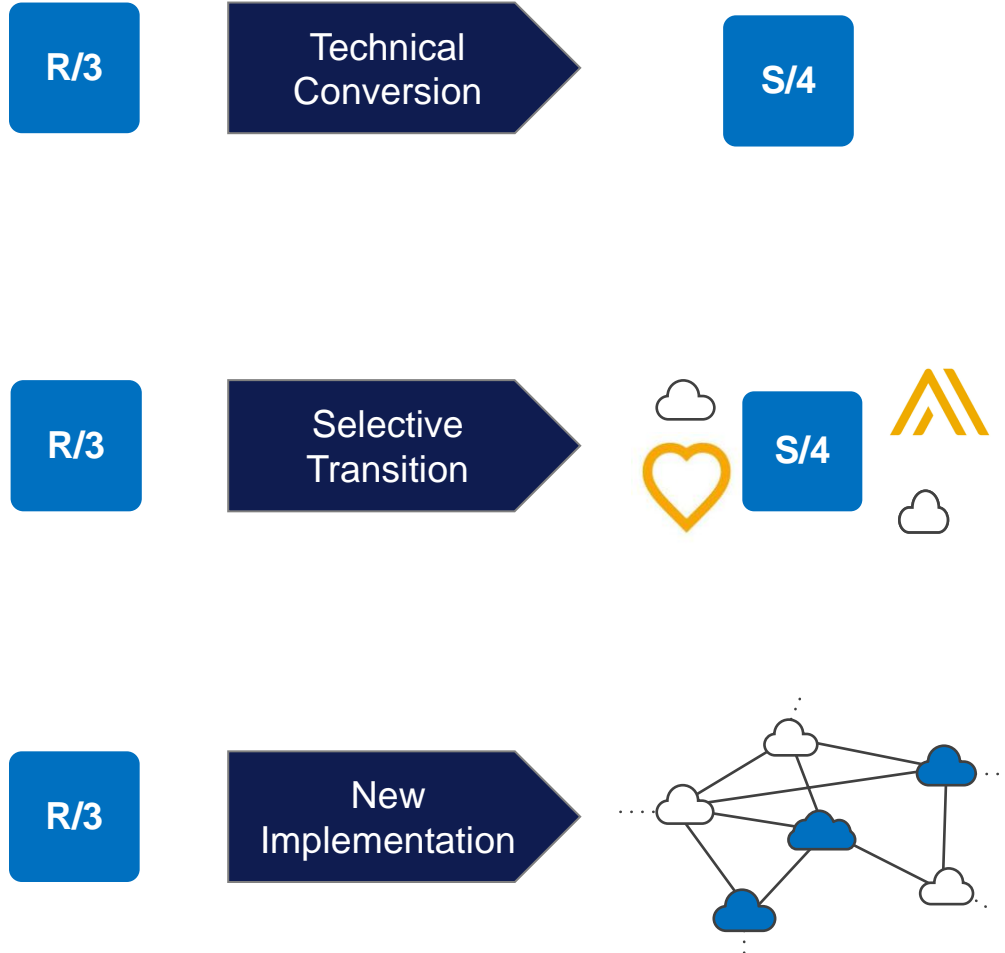 R/3
Technical
Conversion
S/4
R/3
Selective
Transition
S/4
R/3
New
Implementation